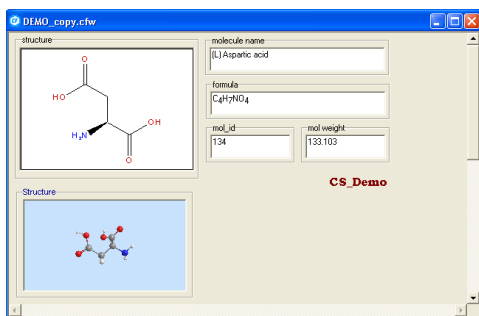 DEMO_copy.cfw
structure
O
HO
OH
H₂N
O
molecule name
(L) Aspartic acid
formula
C4H7NO4
mol_id
134
mol weight
133.103
CS_Demo
Structure